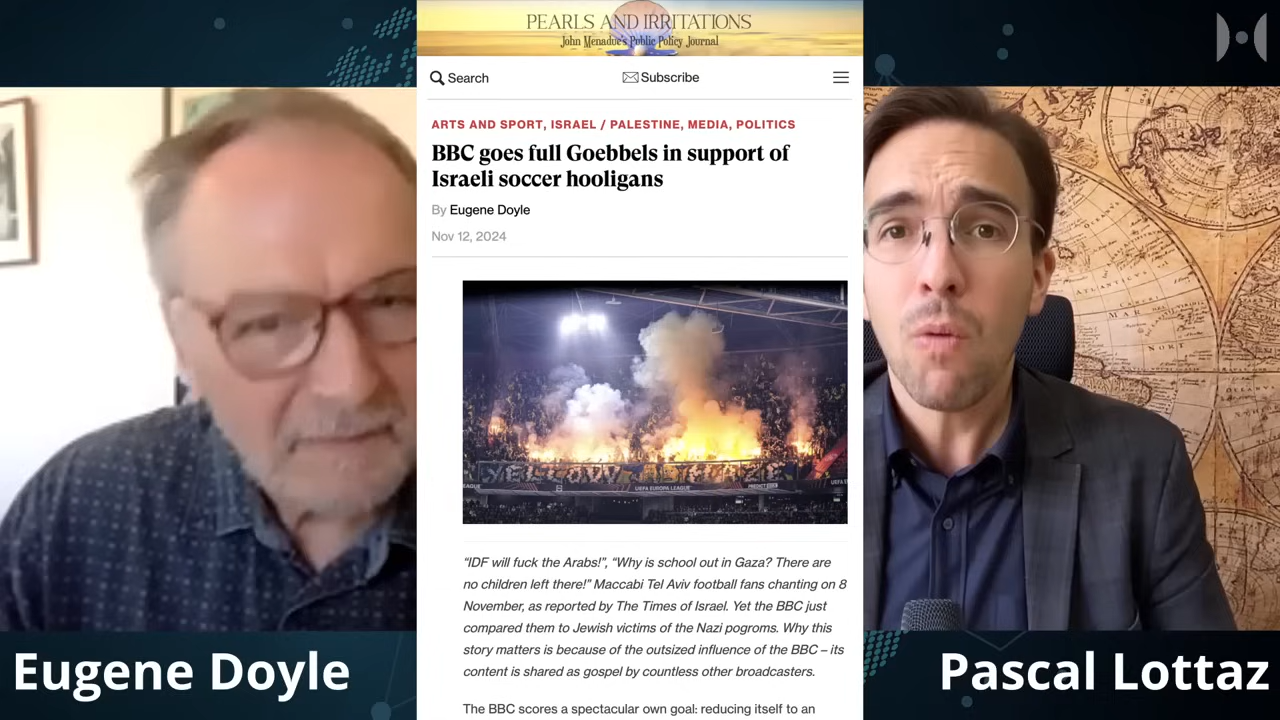 PEARLS AND IRRITATIONS
John Menadue's Public Policy Journal
Search
Subscribe
ARTS AND SPORT, ISRAEL / PALESTINE, MEDIA, POLITICS
BBC goes full Goebbels in support of
Israeli soccer hooligans
By Eugene Doyle
Nov 12, 2024
UEFA EUROPA LEAGUE
“IDF will fuck the Arabs!”, “Why is school out in Gaza? There are
no children left there!” Maccabi Tel Aviv football fans chanting on 8
November, as reported by The Times of Israel. Yet the BBC just
compared them to Jewish victims of the Nazi pogroms. Why this
story matters is because of the outsized influence of the BBC – its
content is shared as gospel by countless other broadcasters.
The BBC scores a spectacular own goal: reducing itself to an
ATLANTICUM
MAR
NORT
Eugene Doyle
Pascal Lottaz